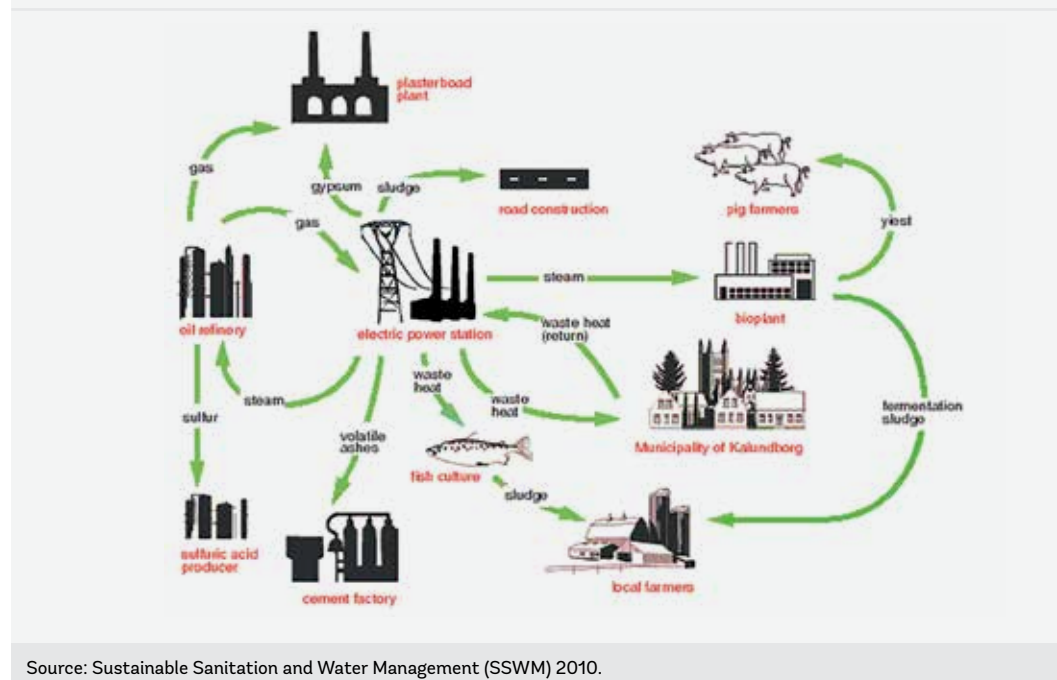 plasterboad
plant
gas
gypsum
sludge
road construction
pig farmers
yiest
gas
steam
bioplant
oil refinery
electric power station
waste heat
(return)
waste
heat
waste
heat
steam
sulfur
volatile
ashes
fermentation
sludge
Municipality of Kalundborg
fish culture
sludge
sulfuric acid
producer
cement factory
local farmers
Source: Sustainable Sanitation and Water Management (SSWM) 2010.